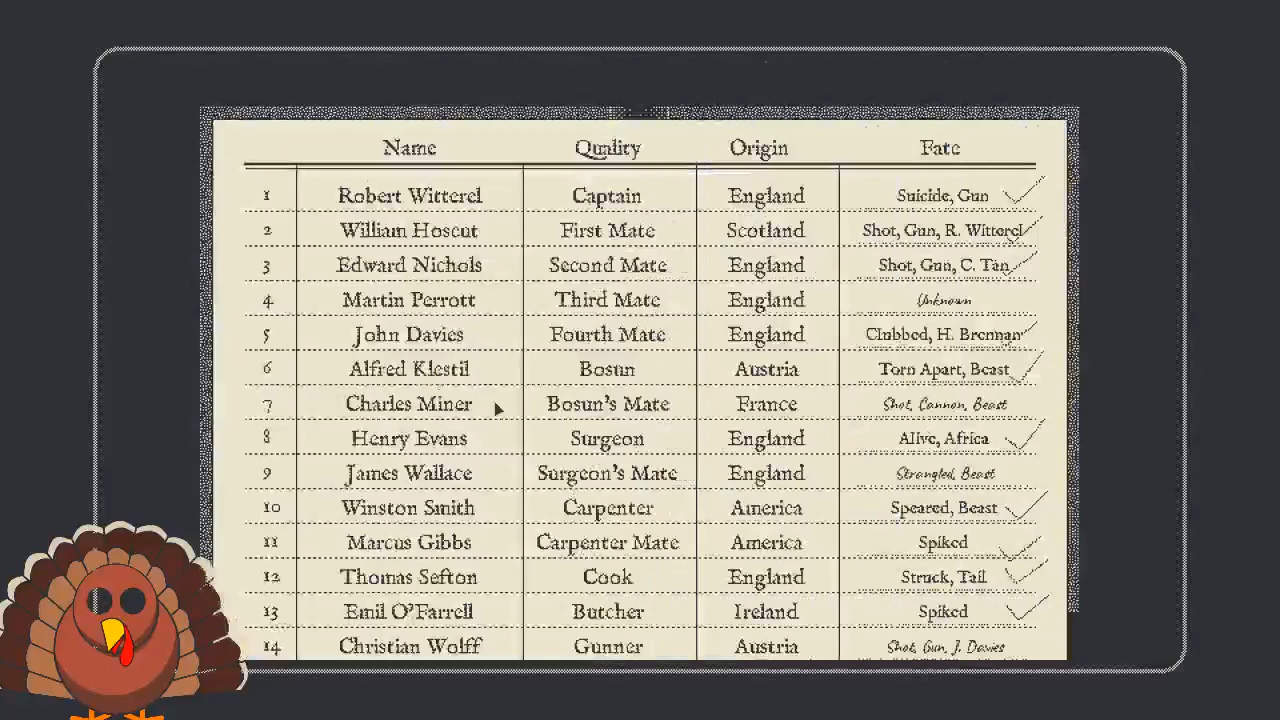 Name Quality Origin Fate
1 Robert Witterel Captain England Suicide, Gun
2 William Hoscut First Mate Scotland Shot, Gun, R. Witterel
3 Edward Nichols Second Mate England Shot, Gun, C. Tan
4 Martin Perrott Third Mate England Unknown
5 John Davies Fourth Mate England Clubbed, H. Brennan
6 Alfred Klestil Bosun Austria Torn Apart, Beast
7 Charles Miner Bosun's Mate France Shot, Cannon, Beast
8 Henry Evans Surgeon England Alive, Africa
9 James Wallace Surgeon's Mate England Strangled, Beast
10 Winston Smith Carpenter America Speared, Beast
11 Marcus Gibbs Carpenter Mate America Spiked
12 Thomas Sefton Cook England Struck, Tail
13 Emil O'Farrell Butcher Ireland Spiked
14 Christian Wolff Gunner Austria Shot, Gun, J. Davies